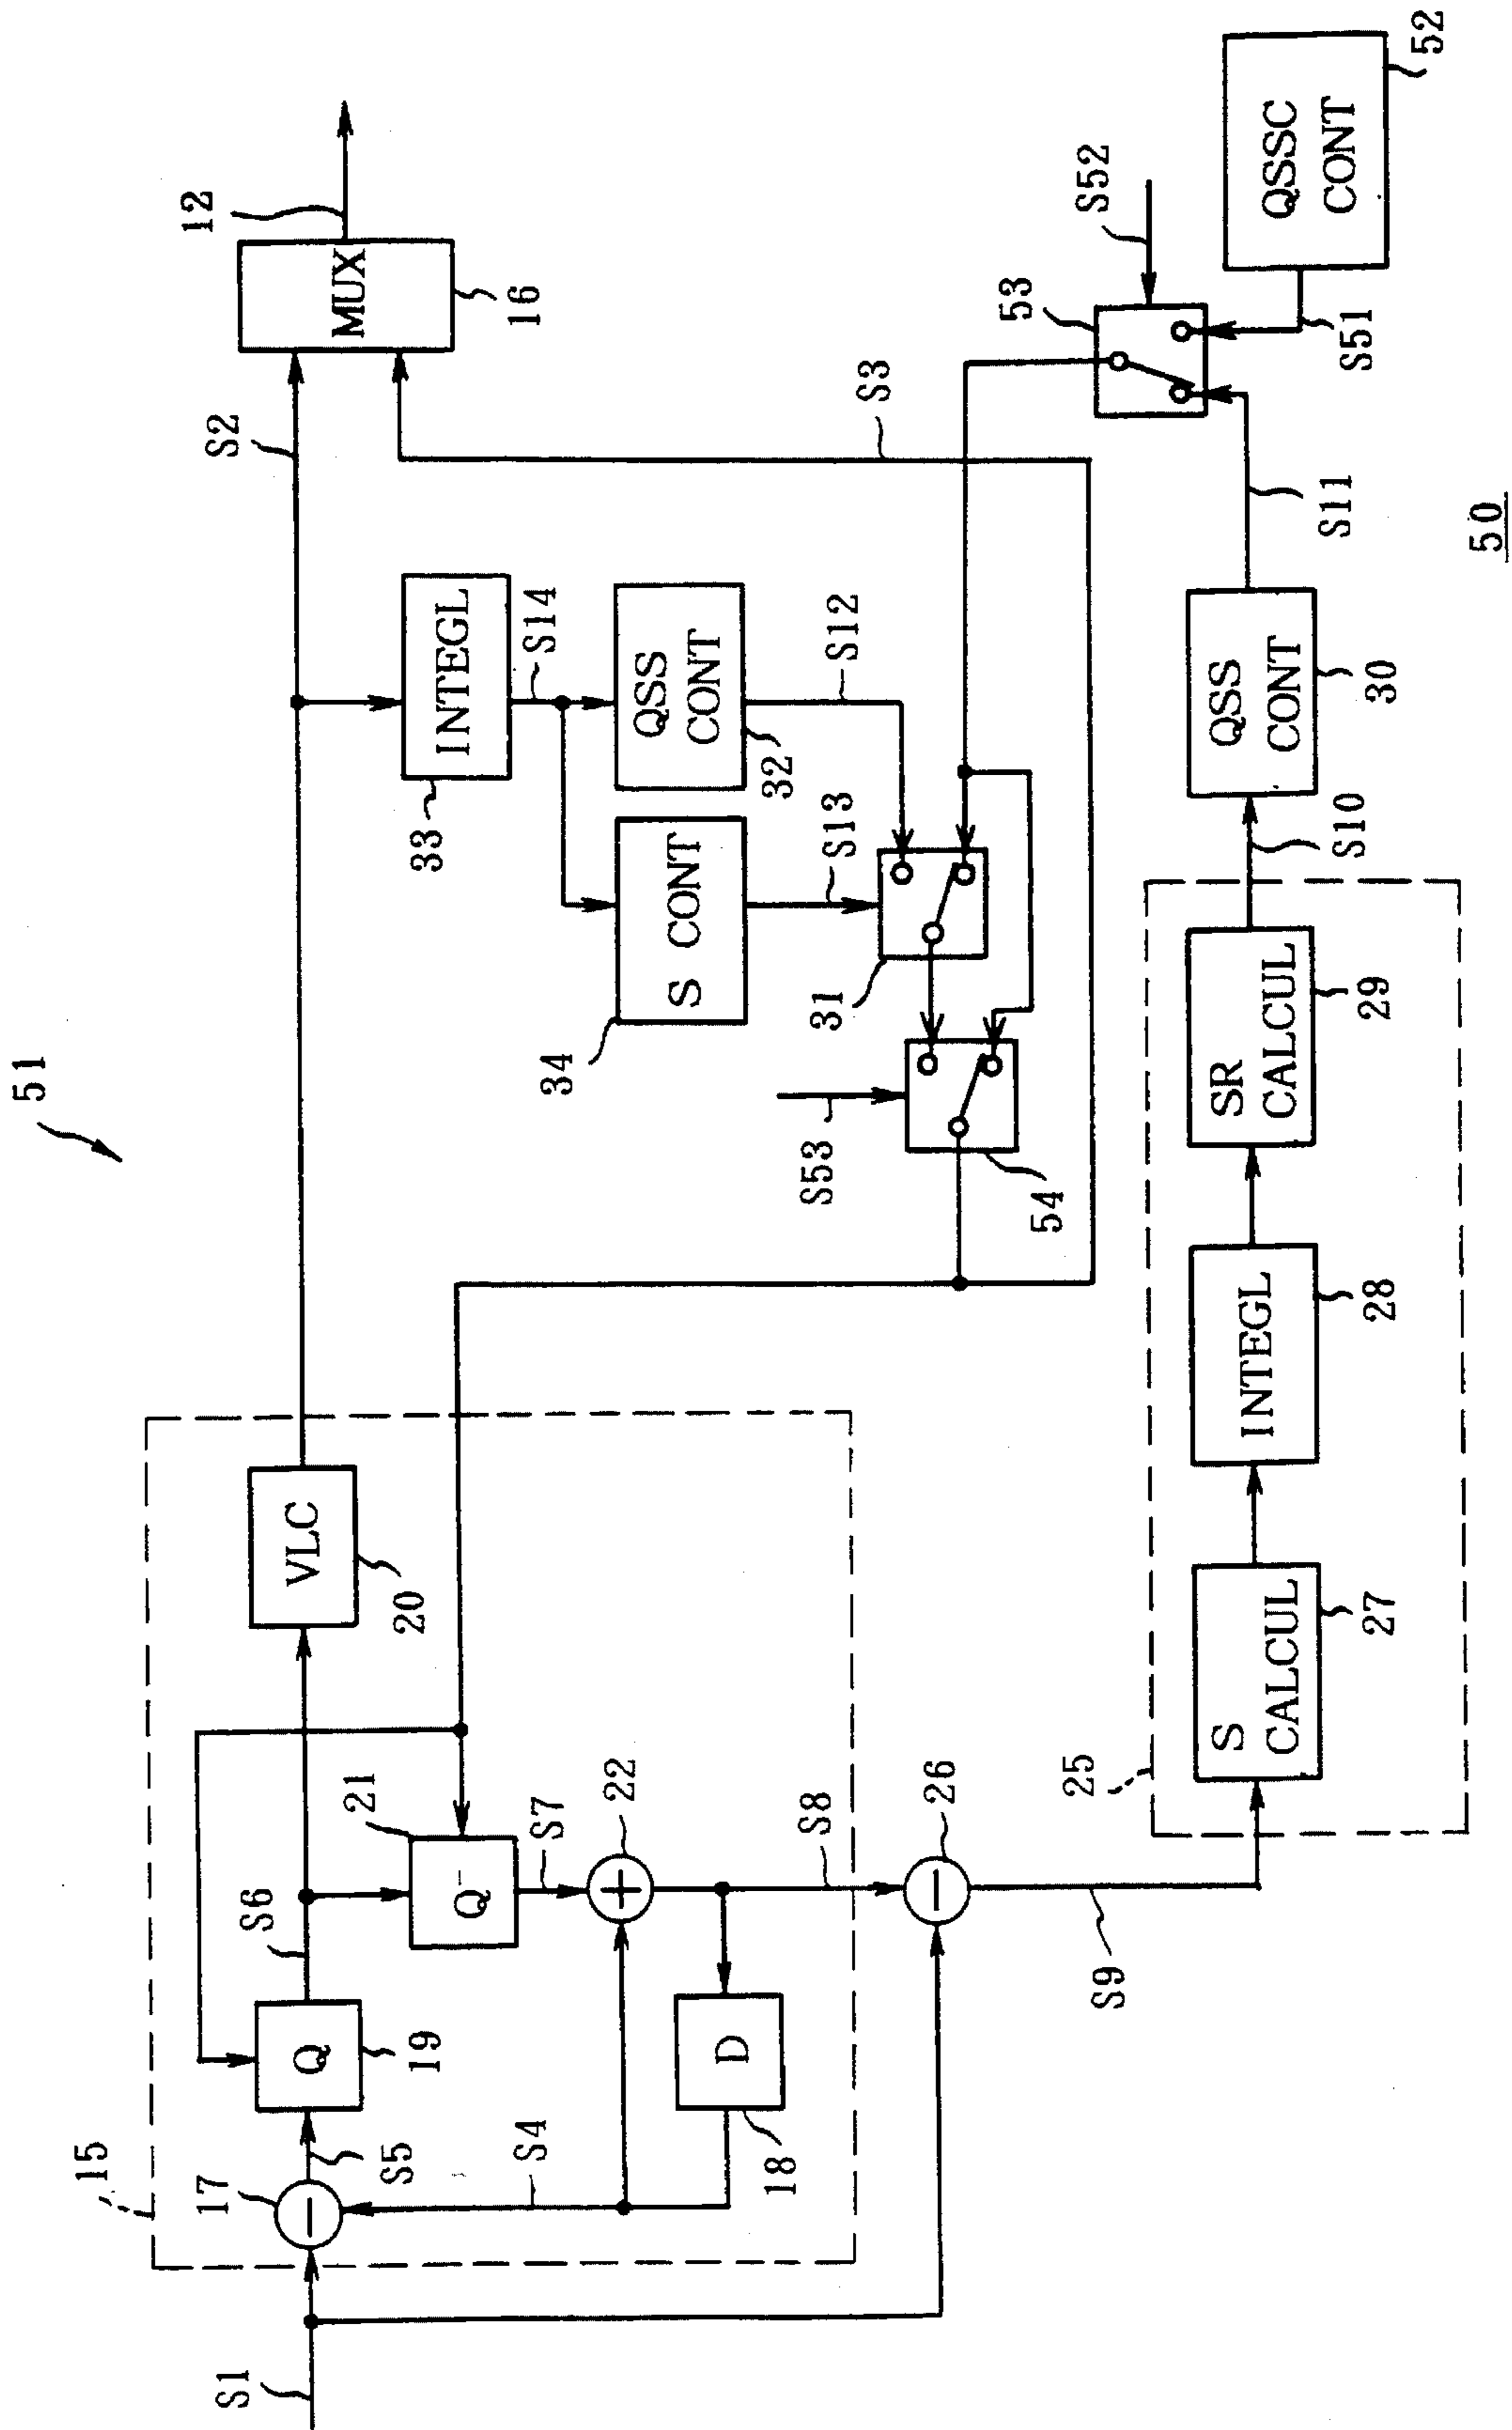 51
S1
15
17
S5
Q
19
S6
S4
D
18
Q-
21
S7
22
S8
26
S9
VLC
20
S2
MUX
16
12
INTEGL
33
S14
S CONT
34
S13
QSS
CONT
32
S12
31
S53
54
S3
53
S52
S51
QSSC
CONT
52
25
S
CALCUL
27
INTEGL
28
SR
CALCUL
29
S10
QSS
CONT
30
S11
50